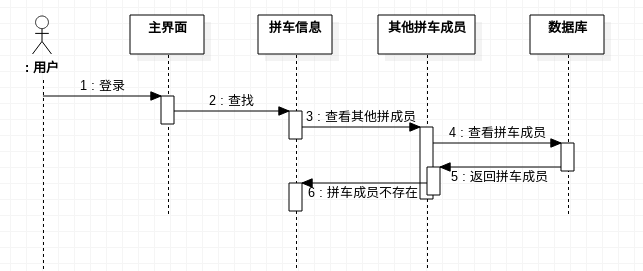 主界面
拼车信息
其他拼车成员
数据库
: 用户
1 : 登录
2 : 查找
3 : 查看其他拼成员
4 : 查看拼车成员
5 : 返回拼车成员
6 : 拼车成员不存在